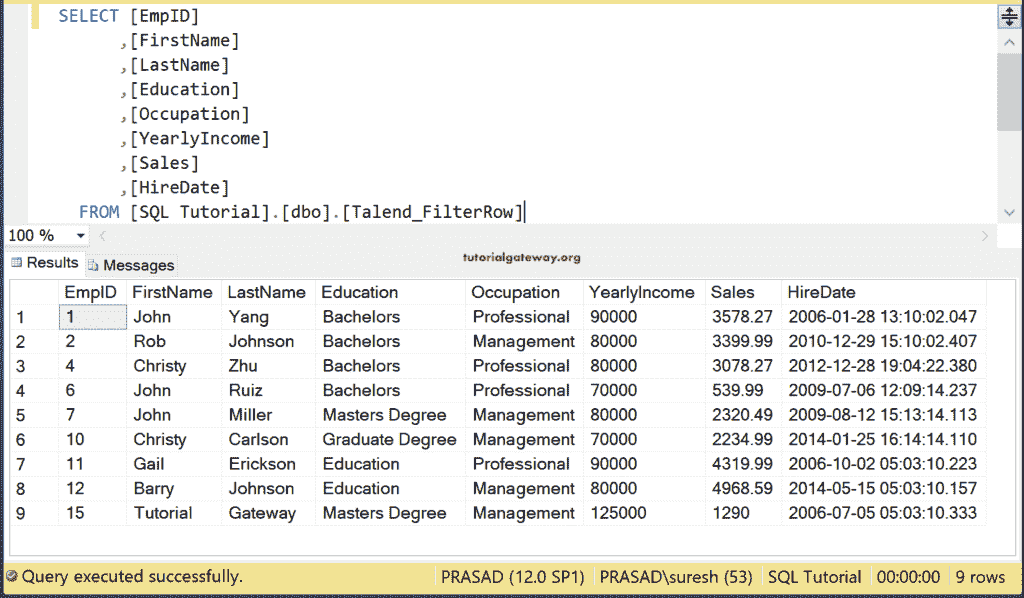 SELECT [EmpID]
,[FirstName]
,[LastName]
,[Education]
,[Occupation]
,[YearlyIncome]
,[Sales]
,[HireDate]
FROM [SQL Tutorial].[dbo].[Talend_FilterRow]
100 %
Results Messages
tutorialgateway.org
EmpID FirstName LastName Education Occupation YearlyIncome Sales HireDate
1 1 John Yang Bachelors Professional 90000 3578.27 2006-01-28 13:10:02.047
2 2 Rob Johnson Bachelors Management 80000 3399.99 2010-12-29 15:10:02.407
3 4 Christy Zhu Bachelors Professional 80000 3078.27 2012-12-28 19:04:22.380
4 6 John Ruiz Bachelors Professional 70000 539.99 2009-07-06 12:09:14.237
5 7 John Miller Masters Degree Management 80000 2320.49 2009-08-12 15:13:14.113
6 10 Christy Carlson Graduate Degree Management 70000 2234.99 2014-01-25 16:14:14.110
7 11 Gail Erickson Education Professional 90000 4319.99 2006-10-02 05:03:10.223
8 12 Barry Johnson Education Management 80000 4968.59 2014-05-15 05:03:10.157
9 15 Tutorial Gateway Masters Degree Management 125000 1290 2006-07-05 05:03:10.333
Query executed successfully. PRASAD (12.0 SP1) PRASAD\suresh (53) SQL Tutorial 00:00:00 9 rows